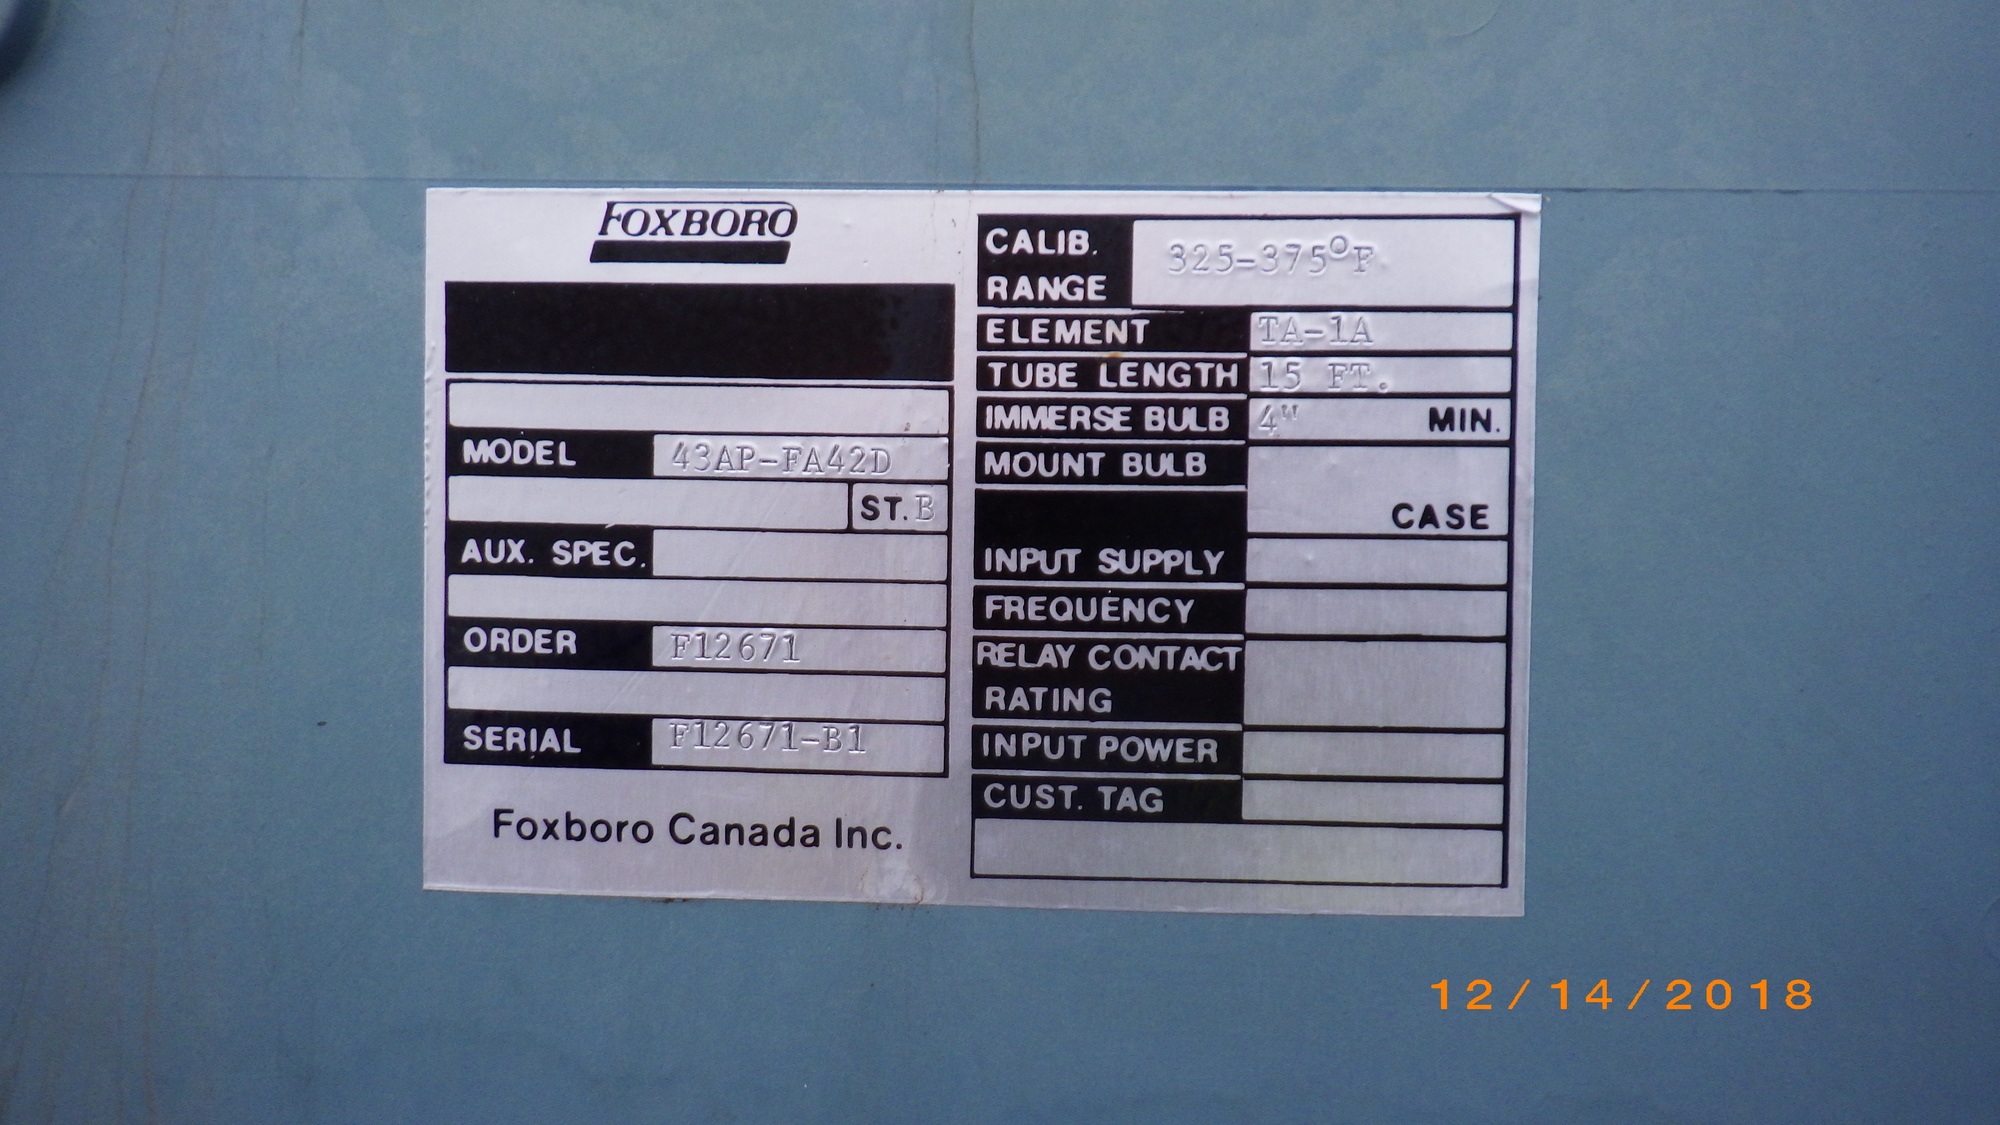 FOXBORO
MODEL 43AP-FA42D
ST. B
AUX. SPEC.
ORDER F12671
SERIAL F12671-B1
Foxboro Canada Inc.
CALIB.
RANGE 325-375°F
ELEMENT TA-1A
TUBE LENGTH 15 FT.
IMMERSE BULB 4" MIN.
MOUNT BULB
CASE
INPUT SUPPLY
FREQUENCY
RELAY CONTACT
RATING
INPUT POWER
CUST. TAG
12/14/2018